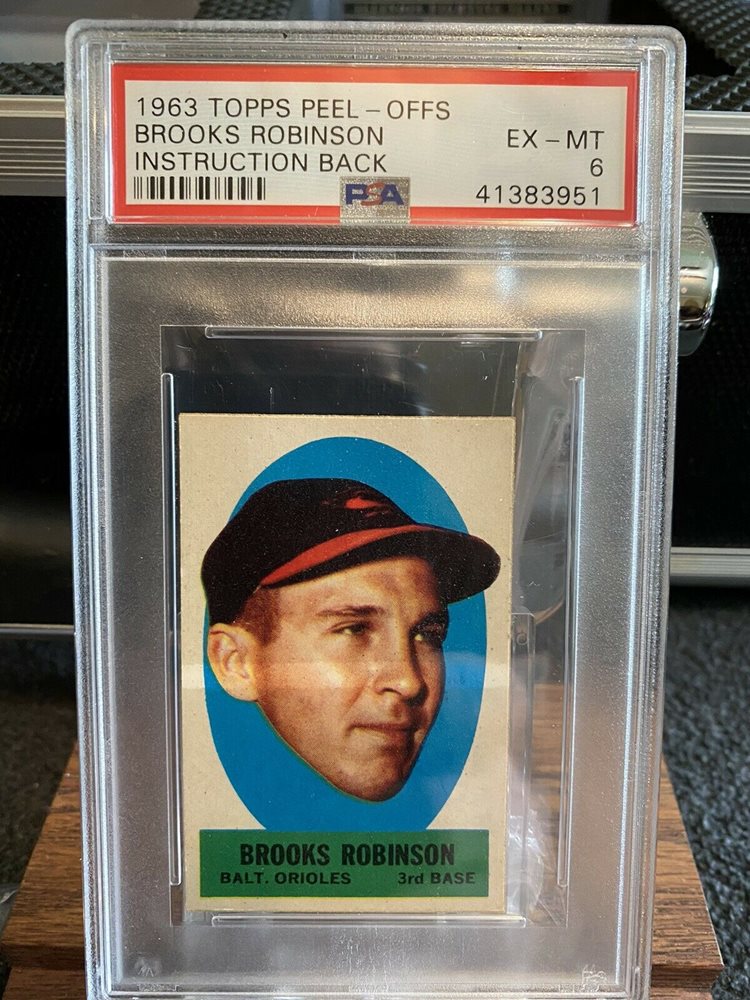 1963 TOPPS PEEL-OFFS
BROOKS ROBINSON EX-MT
INSTRUCTION BACK 6
PSA 41383951
BROOKS ROBINSON
BALT. ORIOLES 3rd BASE